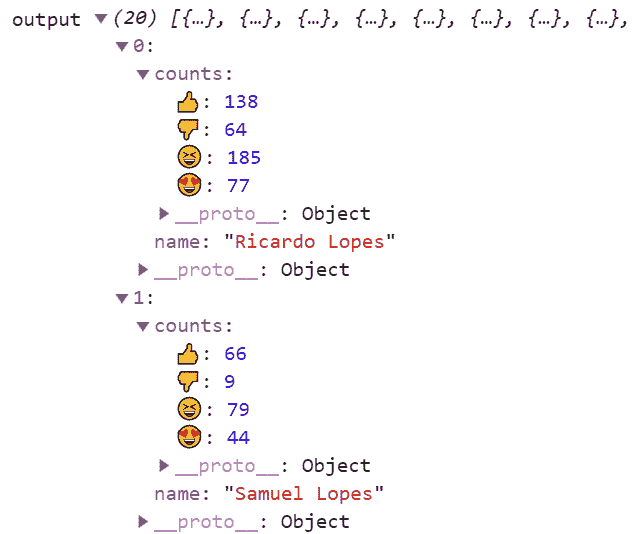 output ▼(20) [{…}, {…}, {…}, {…}, {…}, {…}, {…}, {…},
▼0:
▼counts:
👍: 138
👎: 64
😆: 185
😍: 77
▶__proto__: Object
name: "Ricardo Lopes"
▶__proto__: Object
▼1:
▼counts:
👍: 66
👎: 9
😆: 79
😍: 44
▶__proto__: Object
name: "Samuel Lopes"
▶__proto__: Object